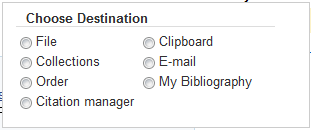 Choose Destination
File
Clipboard
Collections
E-mail
Order
My Bibliography
Citation manager